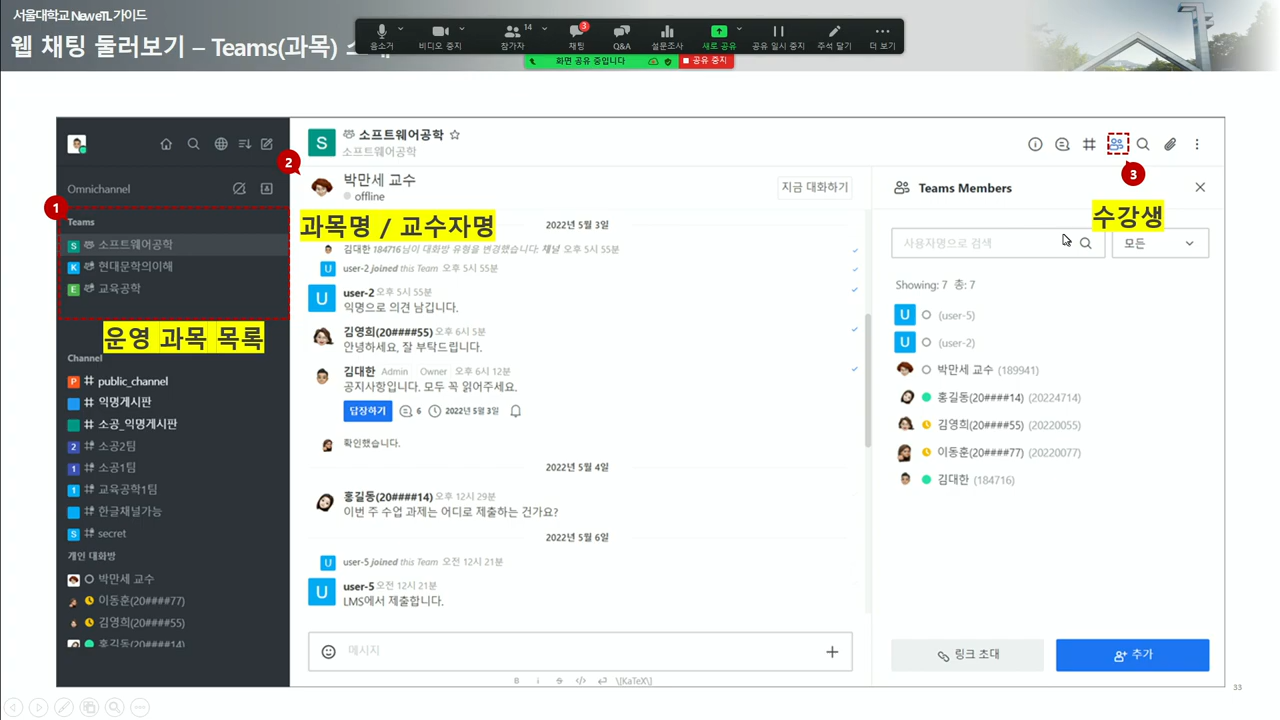 서울대학교 New eTL 가이드
웹 채팅 둘러보기 – Teams(과목) 소개
음소거
비디오 중지
14
참가자
3
채팅
Q&A
설문조사
새로 공유
공유 일시 중지
주석 달기
더 보기
화면 공유 중입니다
공유 중지
Omnichannel
1
Teams
S 소프트웨어공학
K 현대문학의이해
E 교육공학
운영 과목 목록
Channel
P # public_channel
# 익명게시판
# 소공_익명게시판
2 # 소공2팀
1 # 소공1팀
1 # 교육공학1팀
# 한글채널가능
S # secret
개인 대화방
박만세 교수
이동훈(20####77)
김영희(20####55)
홍길동(20####14)
S 소프트웨어공학
소프트웨어공학
2
박만세 교수
offline
지금 대화하기
과목명 / 교수자명
2022년 5월 3일
김대한 184716님이 대화방 유형을 변경했습니다: 채널 오후 5시 55분
U user-2 joined this Team 오후 5시 55분
U user-2 오후 5시 55분
익명으로 의견 남깁니다.
김영희(20####55) 오후 6시 5분
안녕하세요, 잘 부탁드립니다.
김대한 Admin Owner 오후 6시 12분
공지사항입니다. 모두 꼭 읽어주세요.
답장하기 6 2022년 5월 3일
확인했습니다.
2022년 5월 4일
홍길동(20####14) 오후 12시 29분
이번 주 수업 과제는 어디로 제출하는 건가요?
2022년 5월 6일
U user-5 joined this Team 오전 12시 21분
U user-5 오전 12시 21분
LMS에서 제출합니다.
메시지
B i S </> \[KaTeX\]
3
Teams Members
수강생
사용자명으로 검색
모든
Showing: 7 총: 7
U (user-5)
U (user-2)
박만세 교수 (189941)
홍길동(20####14) (20224714)
김영희(20####55) (20220055)
이동훈(20####77) (20220077)
김대한 (184716)
링크 초대
추가
33